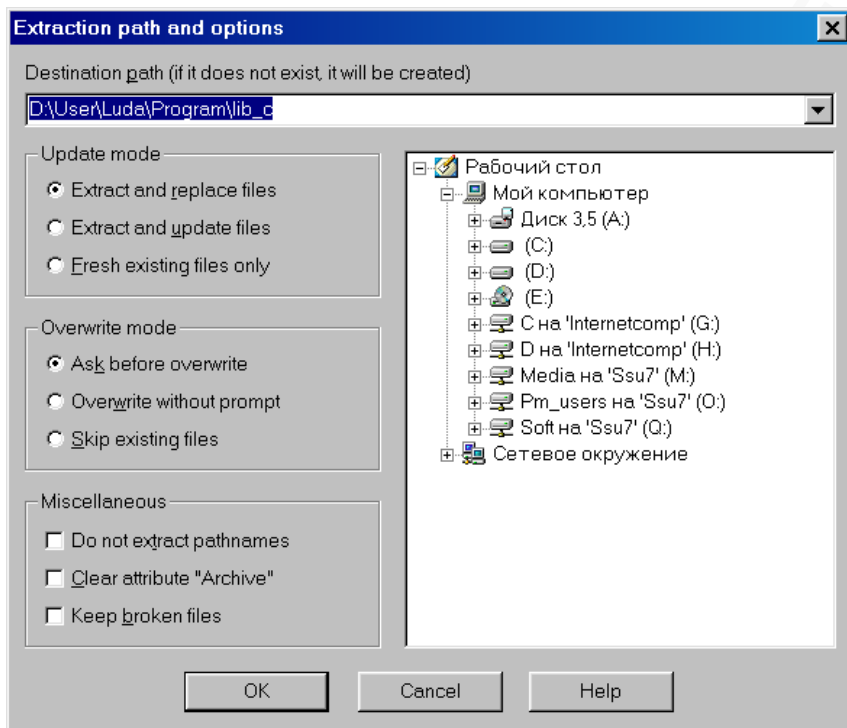 Extraction path and options
Destination path (if it does not exist, it will be created)
D:\User\Luda\Program\lib_c
Update mode
Extract and replace files
Extract and update files
Fresh existing files only
Overwrite mode
Ask before overwrite
Overwrite without prompt
Skip existing files
Miscellaneous
Do not extract pathnames
Clear attribute "Archive"
Keep broken files
Рабочий стол
Мой компьютер
Диск 3,5 (A:)
(C:)
(D:)
(E:)
C на 'Internetcomp' (G:)
D на 'Internetcomp' (H:)
Media на 'Ssu7' (M:)
Pm_users на 'Ssu7' (O:)
Soft на 'Ssu7' (Q:)
Сетевое окружение
OK
Cancel
Help